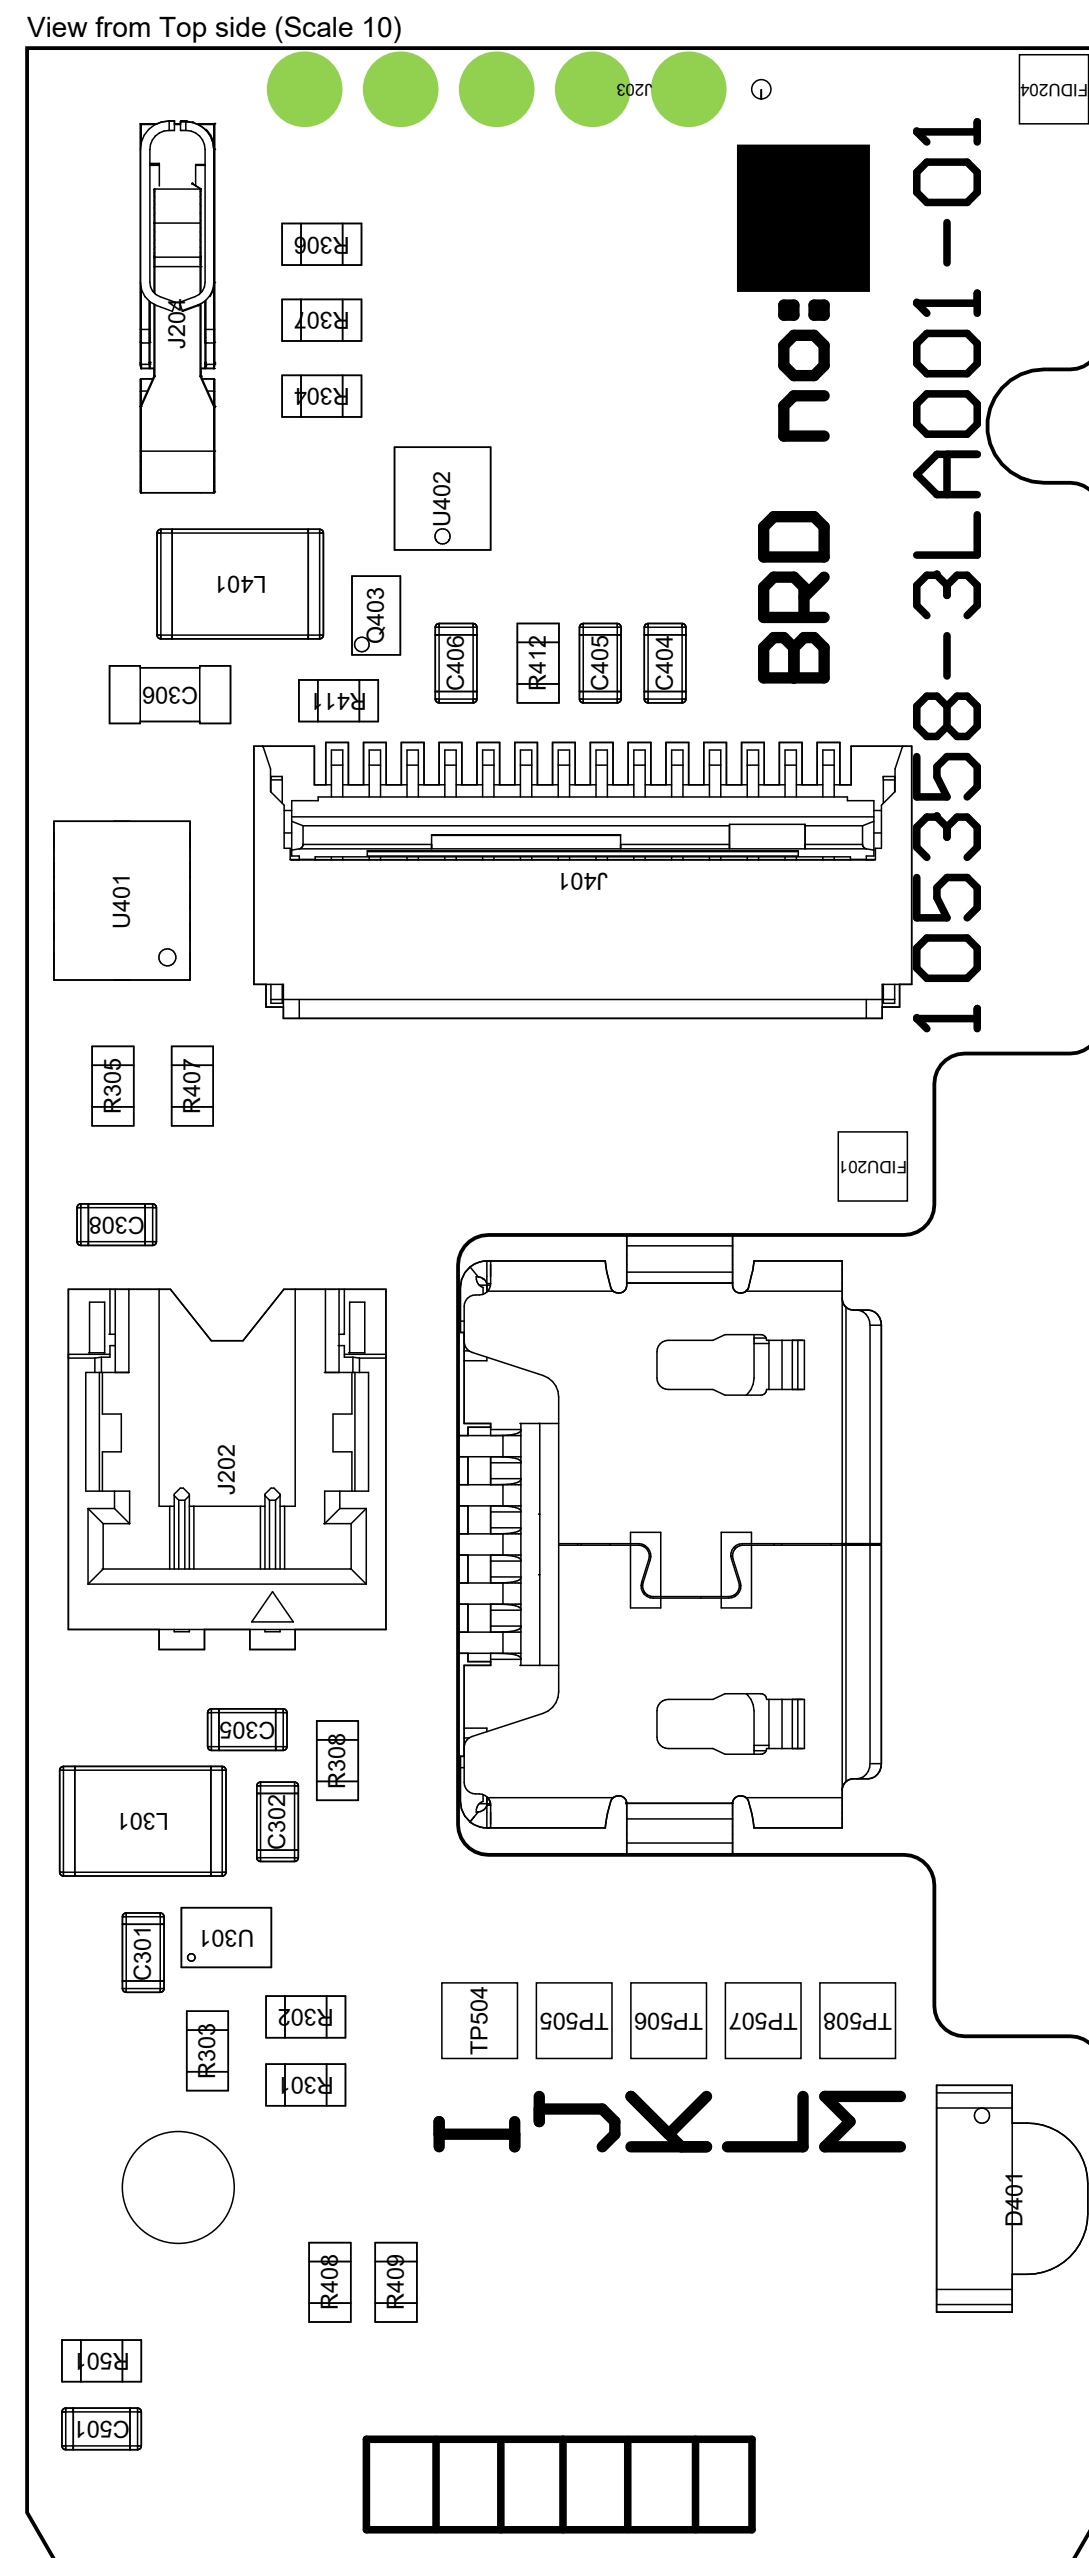 View from Top side (Scale 10)
J203
FIDU204
J204
R306
R307
R304
BRD no:
105358-3LA001-01
U402
L401
Q403
C406
R412
C405
C404
C306
R411
J401
U401
R305
R407
FIDU201
C308
J202
C305
R308
L301
C302
C301
U301
R302
R303
R301
TP504
TP505
TP506
TP507
TP508
I J K L M
D401
R408
R409
R501
C501